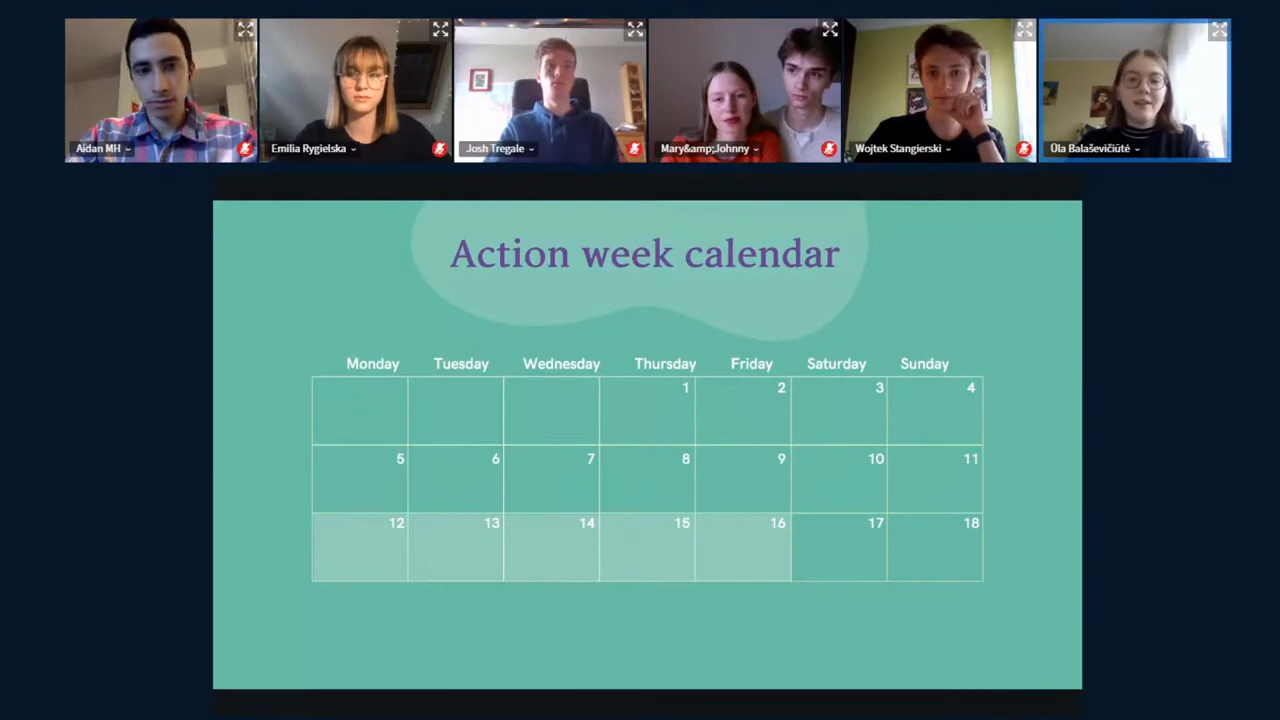 Aidan MH
Emilia Rygielska
Josh Tregale
Mary&amp;Johnny
Wojtek Stangierski
Ūla Balaševičiūtė
Action week calendar
Monday Tuesday Wednesday Thursday Friday Saturday Sunday
1 2 3 4
5 6 7 8 9 10 11
12 13 14 15 16 17 18